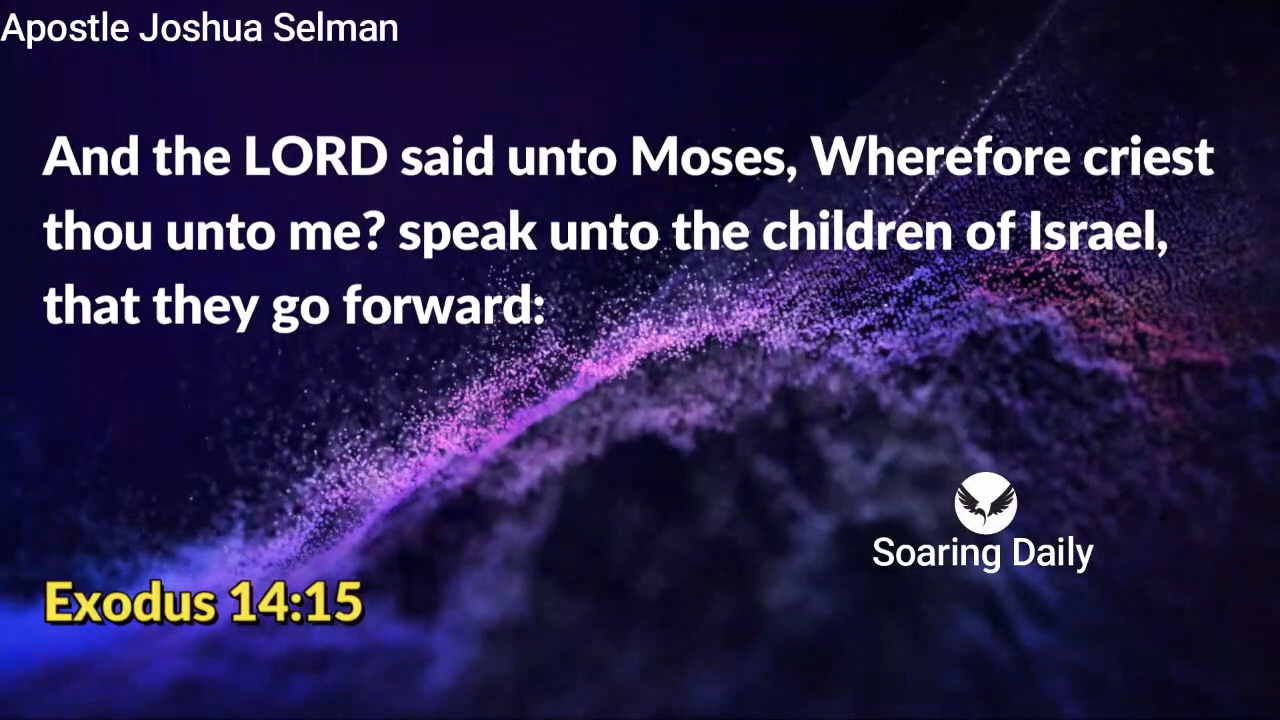 Apostle Joshua Selman
And the LORD said unto Moses, Wherefore criest
thou unto me? speak unto the children of Israel,
that they go forward:
Soaring Daily
Exodus 14:15